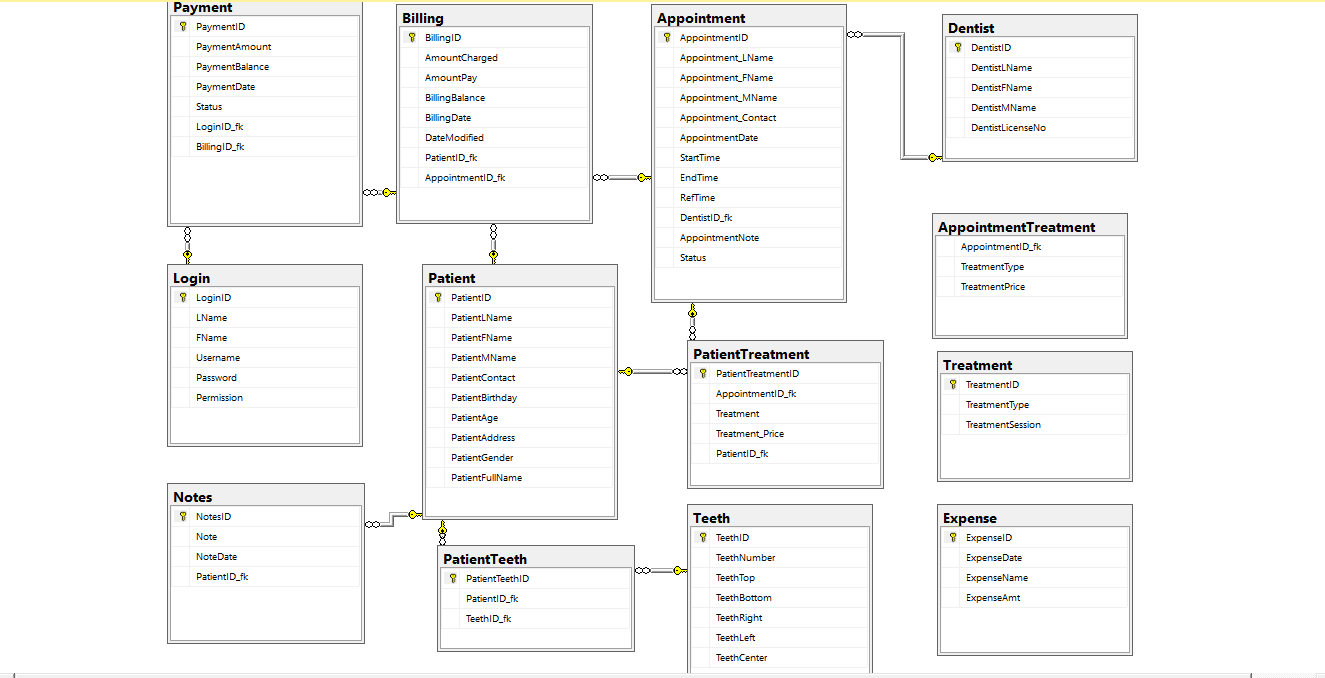 Payment
PaymentID
PaymentAmount
PaymentBalance
PaymentDate
Status
LoginID_fk
BillingID_fk
Billing
BillingID
AmountCharged
AmountPay
BillingBalance
BillingDate
DateModified
PatientID_fk
AppointmentID_fk
Appointment
AppointmentID
Appointment_LName
Appointment_FName
Appointment_MName
Appointment_Contact
AppointmentDate
StartTime
EndTime
RefTime
DentistID_fk
AppointmentNote
Status
Dentist
DentistID
DentistLName
DentistFName
DentistMName
DentistLicenseNo
AppointmentTreatment
AppointmentID_fk
TreatmentType
TreatmentPrice
Login
LoginID
LName
FName
Username
Password
Permission
Patient
PatientID
PatientLName
PatientFName
PatientMName
PatientContact
PatientBirthday
PatientAge
PatientAddress
PatientGender
PatientFullName
PatientTreatment
PatientTreatmentID
AppointmentID_fk
Treatment
Treatment_Price
PatientID_fk
Treatment
TreatmentID
TreatmentType
TreatmentSession
Notes
NotesID
Note
NoteDate
PatientID_fk
PatientTeeth
PatientTeethID
PatientID_fk
TeethID_fk
Teeth
TeethID
TeethNumber
TeethTop
TeethBottom
TeethRight
TeethLeft
TeethCenter
Expense
ExpenseID
ExpenseDate
ExpenseName
ExpenseAmt